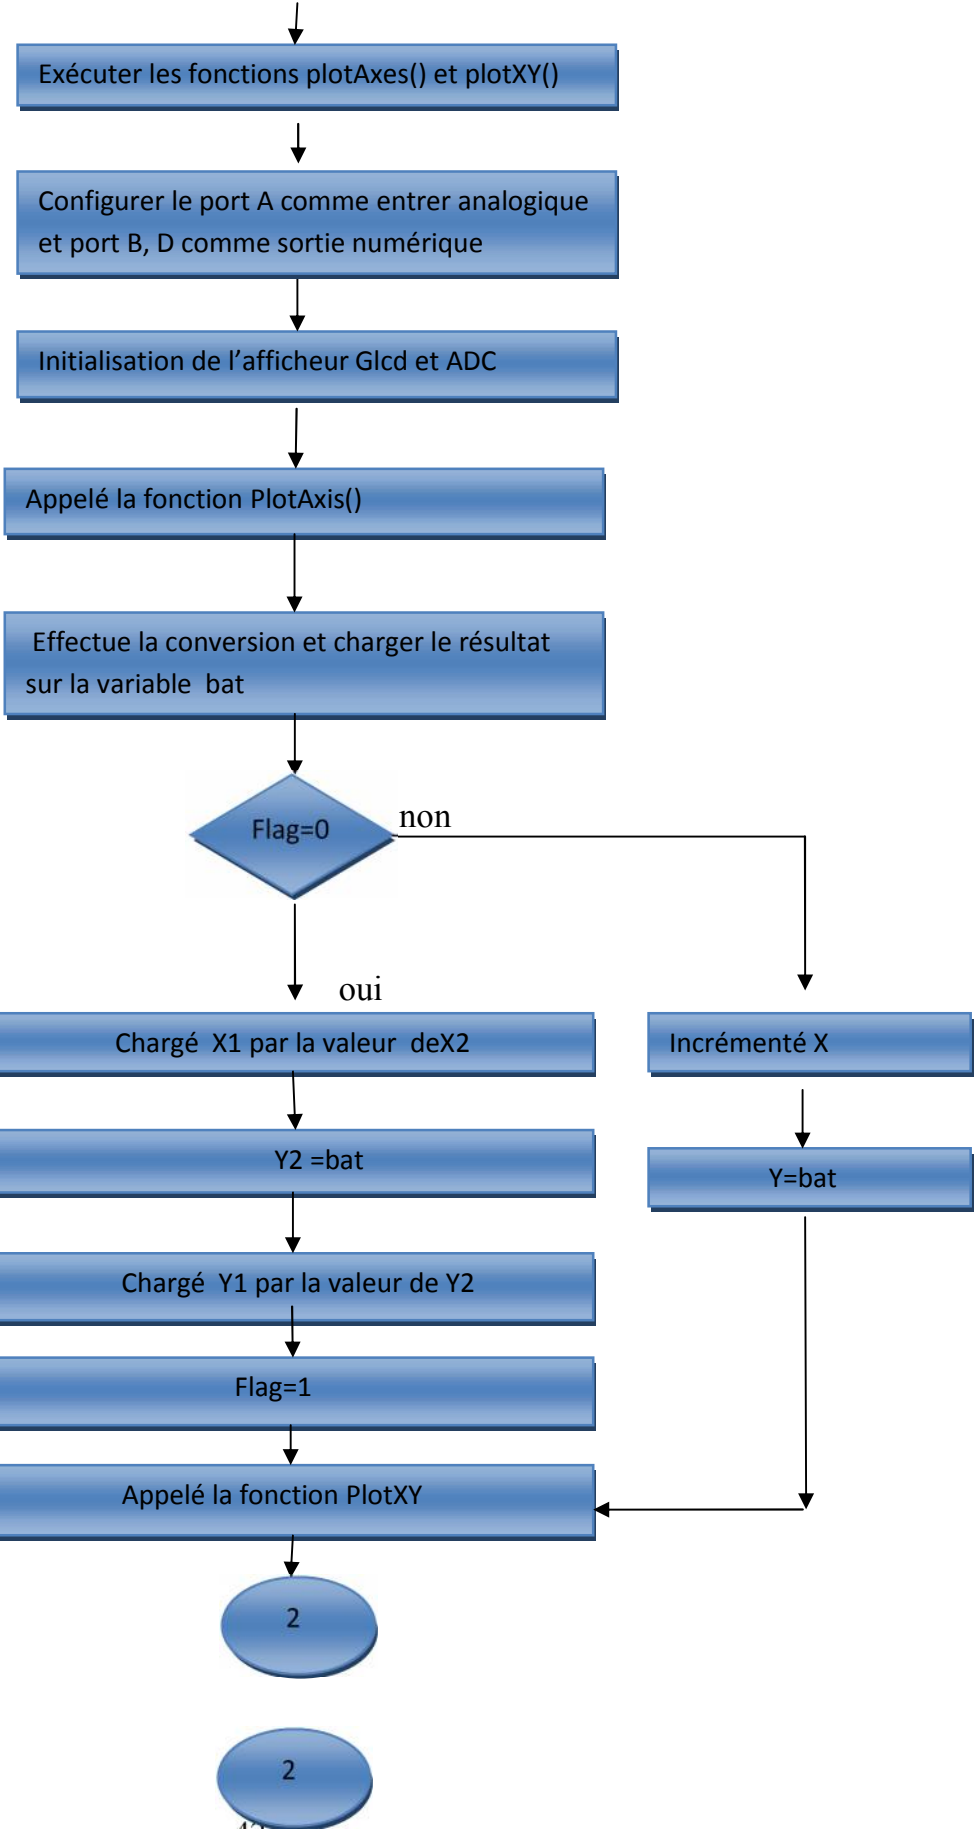 Exécuter les fonctions plotAxes() et plotXY()
Configurer le port A comme entrer analogique
et port B, D comme sortie numérique
Initialisation de l’afficheur Glcd et ADC
Appelé la fonction PlotAxis()
Effectue la conversion et charger le résultat
sur la variable bat
Flag=0
non
oui
Chargé X1 par la valeur deX2
Incrémenté X
Y2 =bat
Y=bat
Chargé Y1 par la valeur de Y2
Flag=1
Appelé la fonction PlotXY
2
2